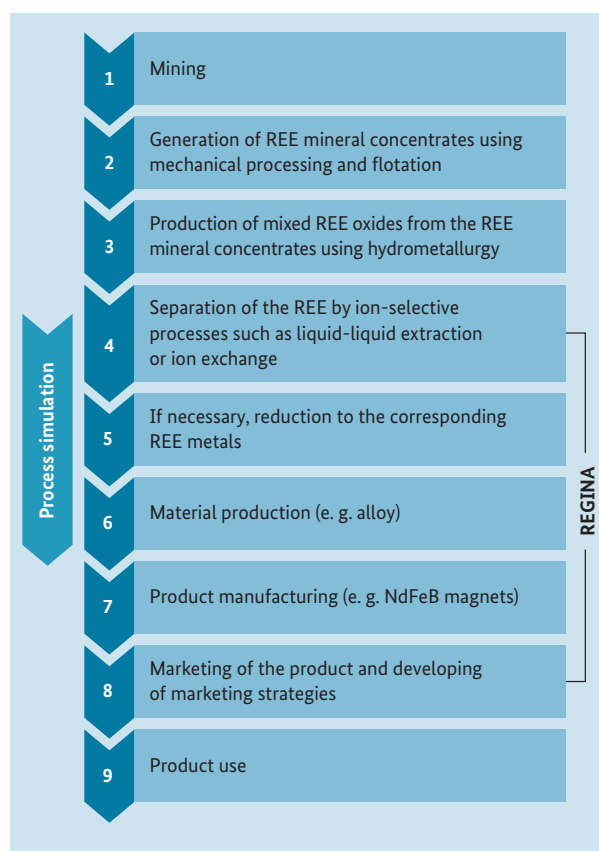 1
Mining
2
Generation of REE mineral concentrates using
mechanical processing and flotation
3
Production of mixed REE oxides from the REE
mineral concentrates using hydrometallurgy
4
Separation of the REE by ion-selective
processes such as liquid-liquid extraction
or ion exchange
5
If necessary, reduction to the corresponding
REE metals
6
Material production (e. g. alloy)
7
Product manufacturing (e. g. NdFeB magnets)
8
Marketing of the product and developing
of marketing strategies
9
Product use
Process simulation
REGINA